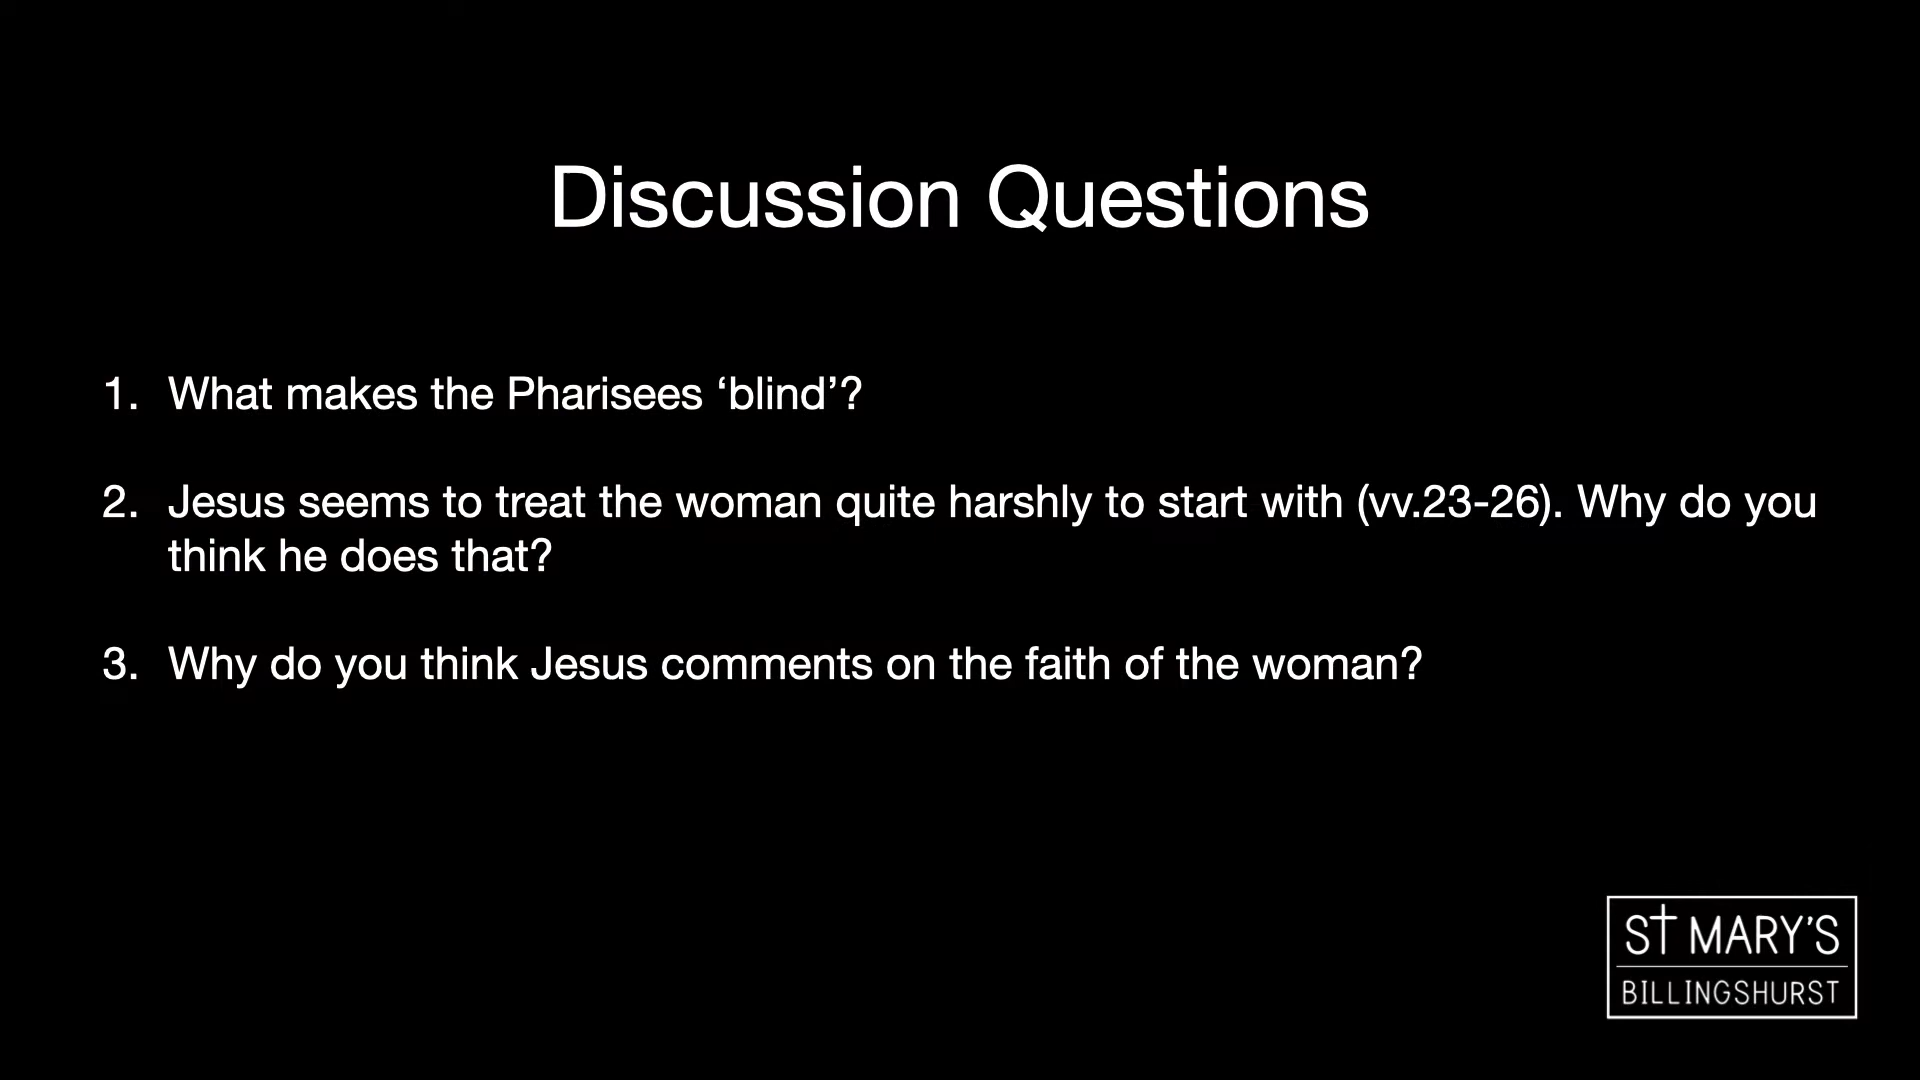 Discussion Questions
1. What makes the Pharisees ‘blind’?
2. Jesus seems to treat the woman quite harshly to start with (vv.23-26). Why do you
think he does that?
3. Why do you think Jesus comments on the faith of the woman?
ST MARY'S
BILLINGSHURST